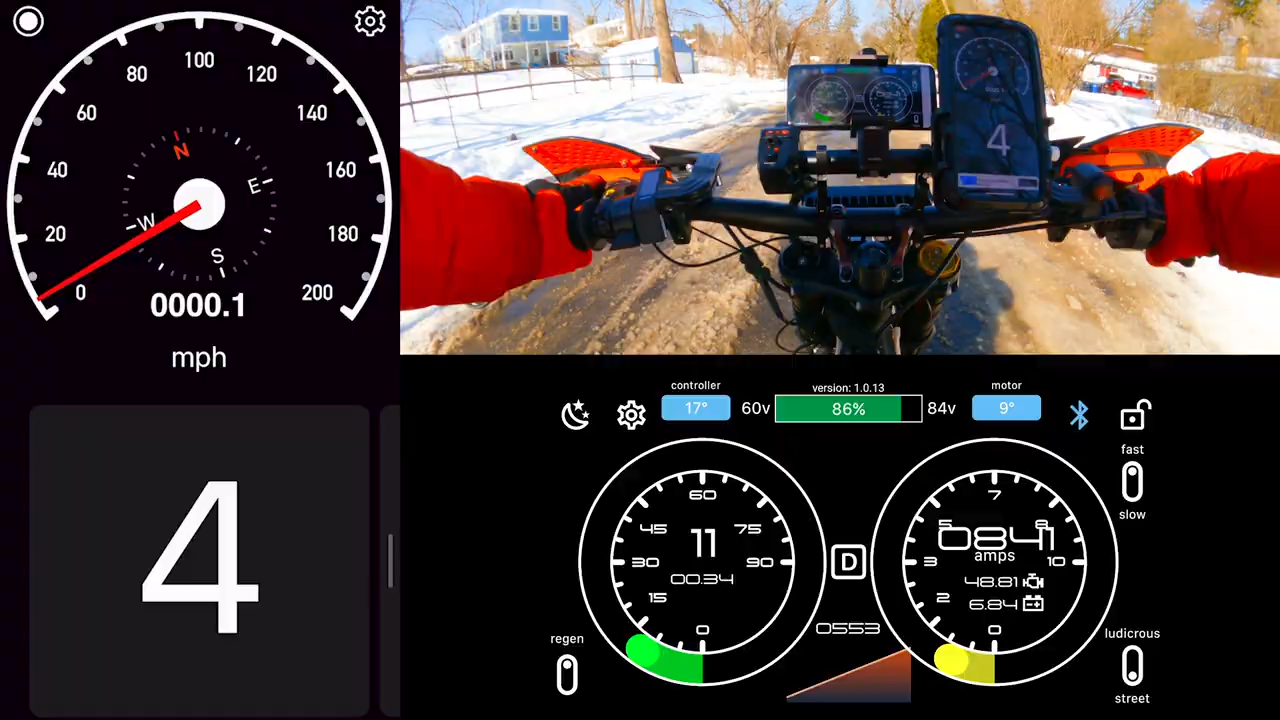 100
80
120
60
140
40
160
20
180
0
200
N
E
W
S
0000.1
mph
4
4
controller
version: 1.0.13
motor
17°
60v
86%
84v
9°
fast
slow
60
45
75
11
30
90
00.34
15
0
D
7
5
8
0841
amps
3
10
48.81
2
6.84
0
0553
regen
ludicrous
street